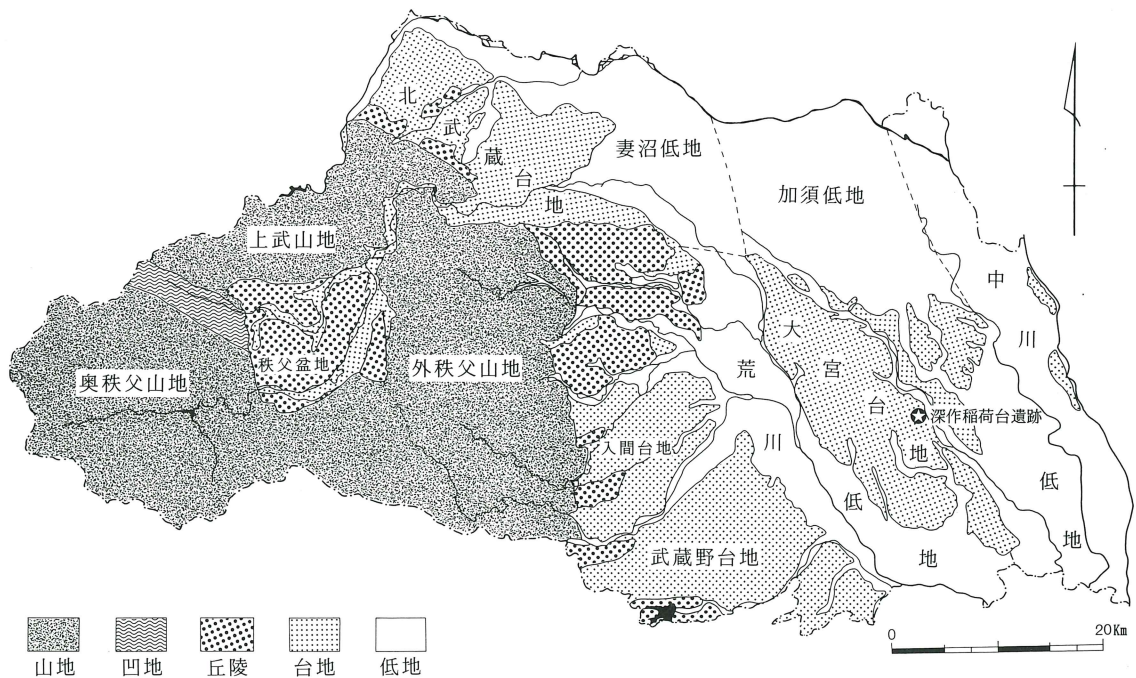 北武蔵台地
妻沼低地
加須低地
上武山地
中川低地
秩父盆地
外秩父山地
奥秩父山地
大宮台地
荒川低地
深作稲荷台遺跡
入間台地
武蔵野台地
山地
凹地
丘陵
台地
低地
0
20Km